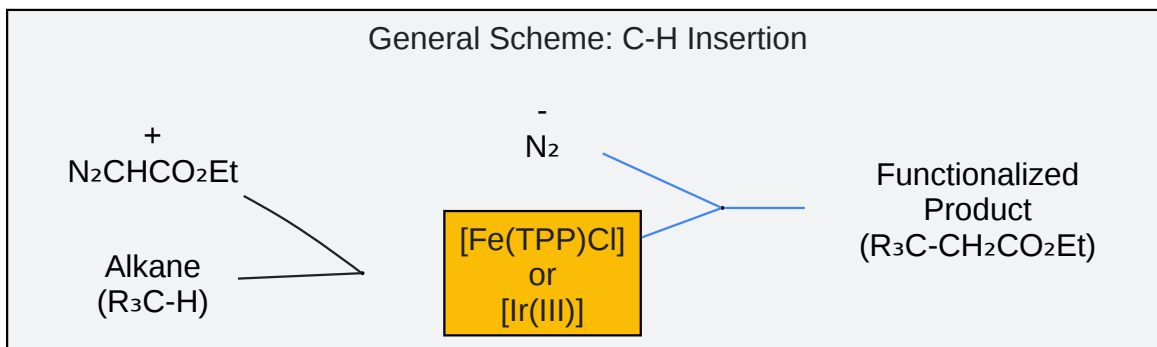 General Scheme: C-H Insertion
+
N₂CHCO₂Et
Alkane
(R₃C-H)
-
N₂
[Fe(TPP)Cl]
or
[Ir(III)]
Functionalized
Product
(R₃C-CH₂CO₂Et)